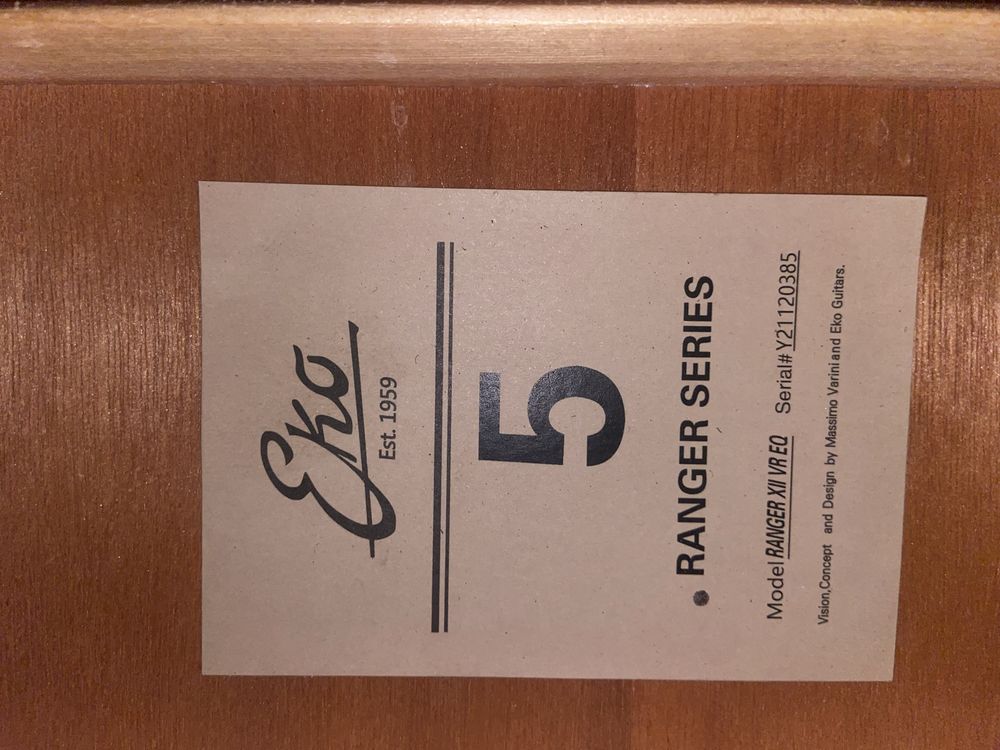 Eko
Est. 1959
5
• RANGER SERIES
Model RANGER XII VR EQ Serial# Y21120385
Vision,Concept and Design by Massimo Varini and Eko Guitars.